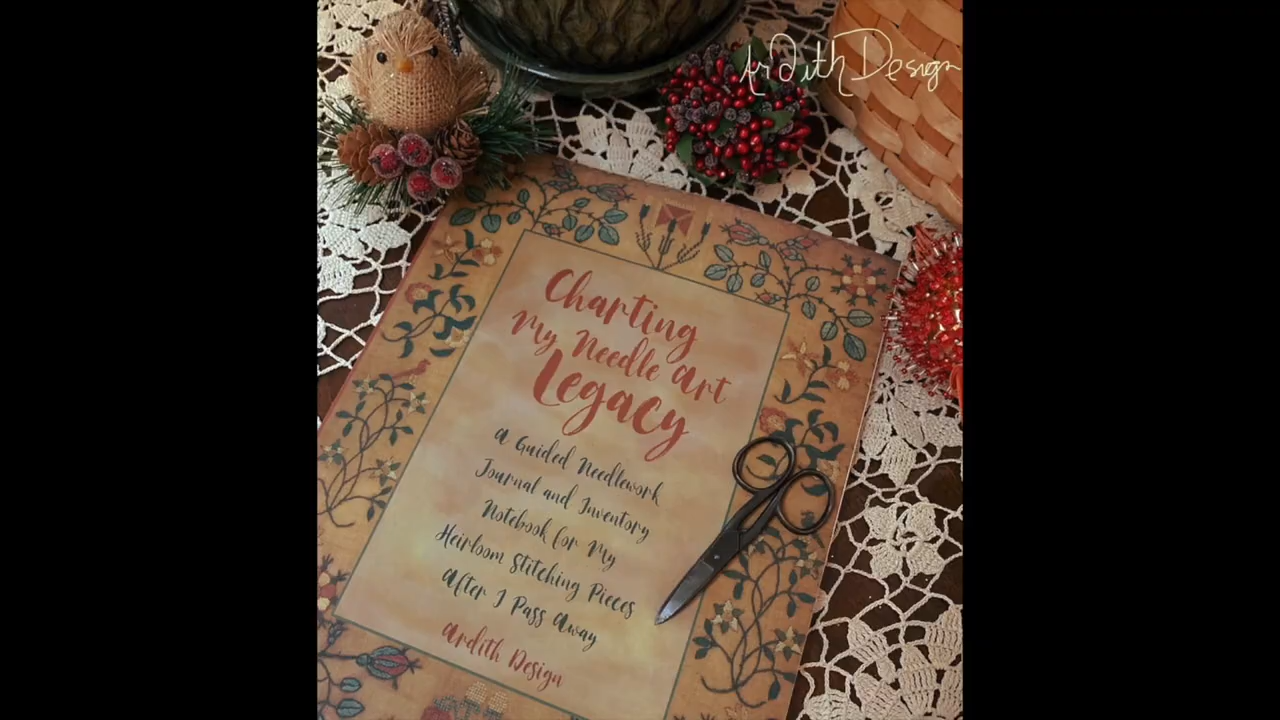 ArdithDesign
Charting
My Needle Art
Legacy
A Guided Needlework
Journal and Inventory
Notebook for My
Heirloom Stitching Pieces
After I Pass Away
Ardith Design